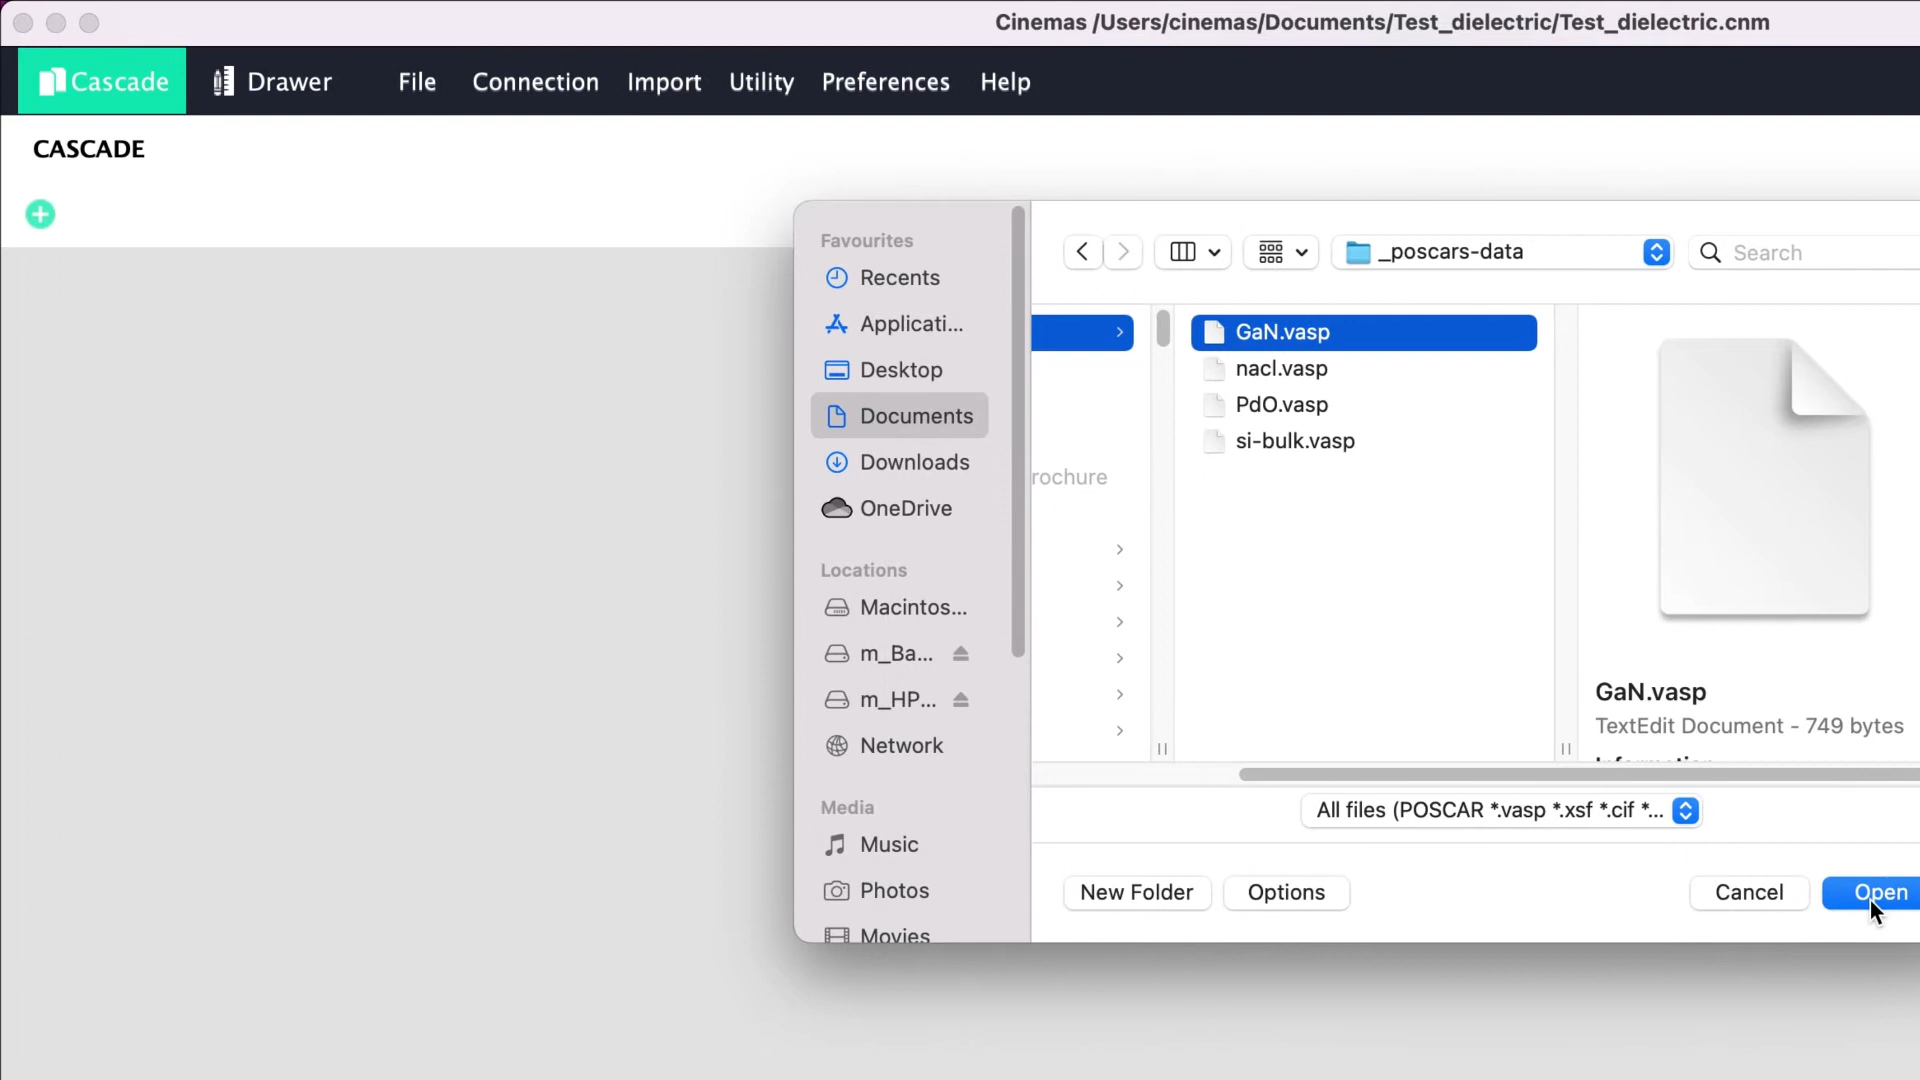 Cinemas /Users/cinemas/Documents/Test_dielectric/Test_dielectric.cnm
Cascade Drawer File Connection Import Utility Preferences Help
CASCADE
Favourites
Recents
Applicati...
Desktop
Documents
Downloads
OneDrive
Locations
Macintos...
m_Ba...
m_HP...
Network
Media
Music
Photos
Movies
_poscars-data
Search
rochure
GaN.vasp
nacl.vasp
PdO.vasp
si-bulk.vasp
GaN.vasp
TextEdit Document - 749 bytes
All files (POSCAR *.vasp *.xsf *.cif *...
New Folder Options Cancel Open